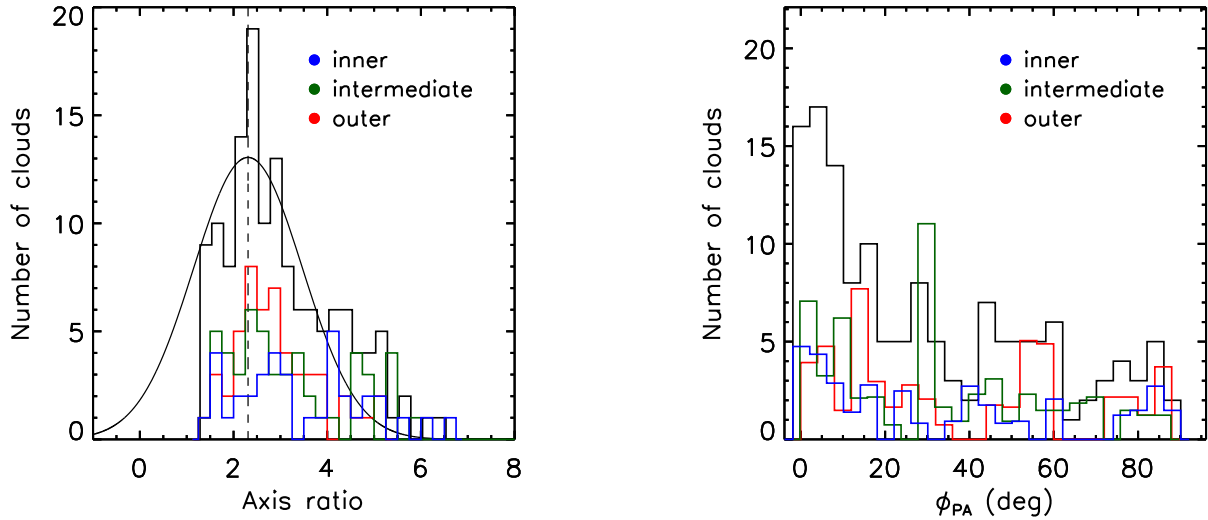 20
15
10
5
0
Number of clouds
inner
intermediate
outer
0 2 4 6 8
Axis ratio
20
15
10
5
0
Number of clouds
inner
intermediate
outer
0 20 40 60 80
ϕPA (deg)